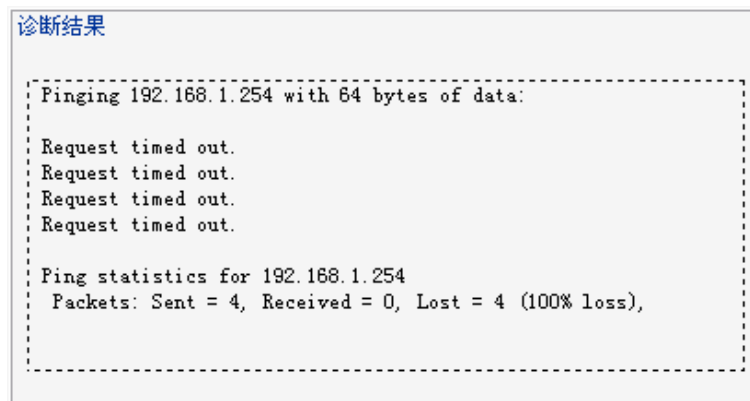 诊断结果
Pinging 192.168.1.254 with 64 bytes of data:
Request timed out.
Request timed out.
Request timed out.
Request timed out.
Ping statistics for 192.168.1.254
Packets: Sent = 4, Received = 0, Lost = 4 (100% loss),